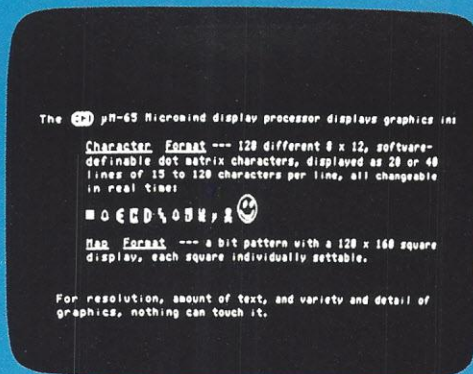 The ECD µM-65 Micromind display processor displays graphics in:
Character Format --- 128 different 8 x 12, software-
definable dot matrix characters, displayed as 20 or 40
lines of 15 to 120 characters per line, all changeable
in real time:
Map Format --- a bit pattern with a 120 x 160 square
display, each square individually settable.
For resolution, amount of text, and variety and detail of
graphics, nothing can touch it.